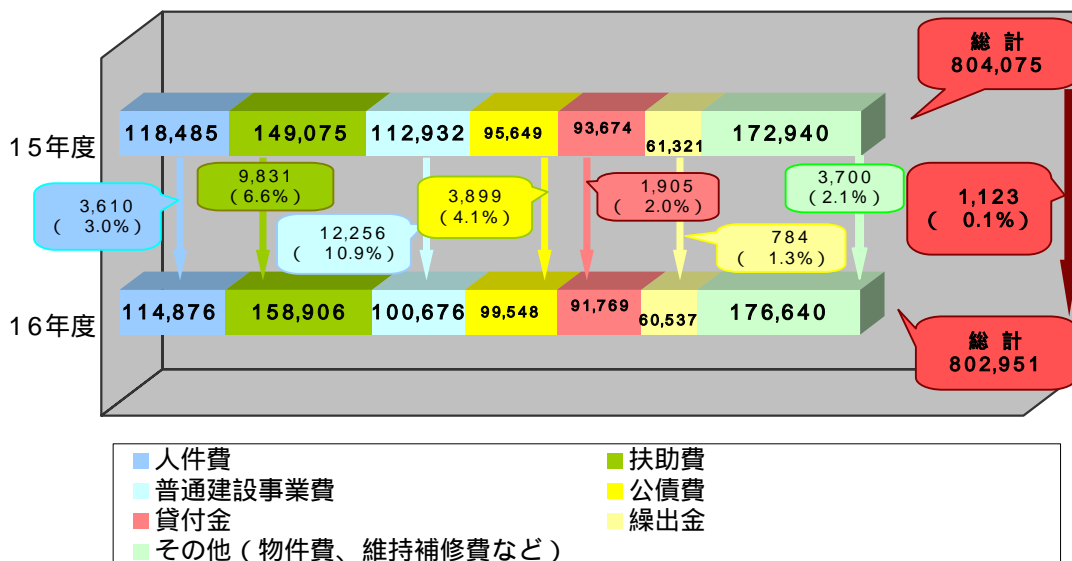 総 計
804,075
15年度
118,485
149,075
112,932
95,649
93,674
61,321
172,940
3,610
( 3.0%)
9,831
(6.6%)
12,256
( 10.9%)
3,899
(4.1%)
1,905
( 2.0%)
784
( 1.3%)
3,700
(2.1%)
1,123
( 0.1%)
16年度
114,876
158,906
100,676
99,548
91,769
60,537
176,640
総 計
802,951
人件費
扶助費
普通建設事業費
公債費
貸付金
繰出金
その他(物件費、維持補修費など)